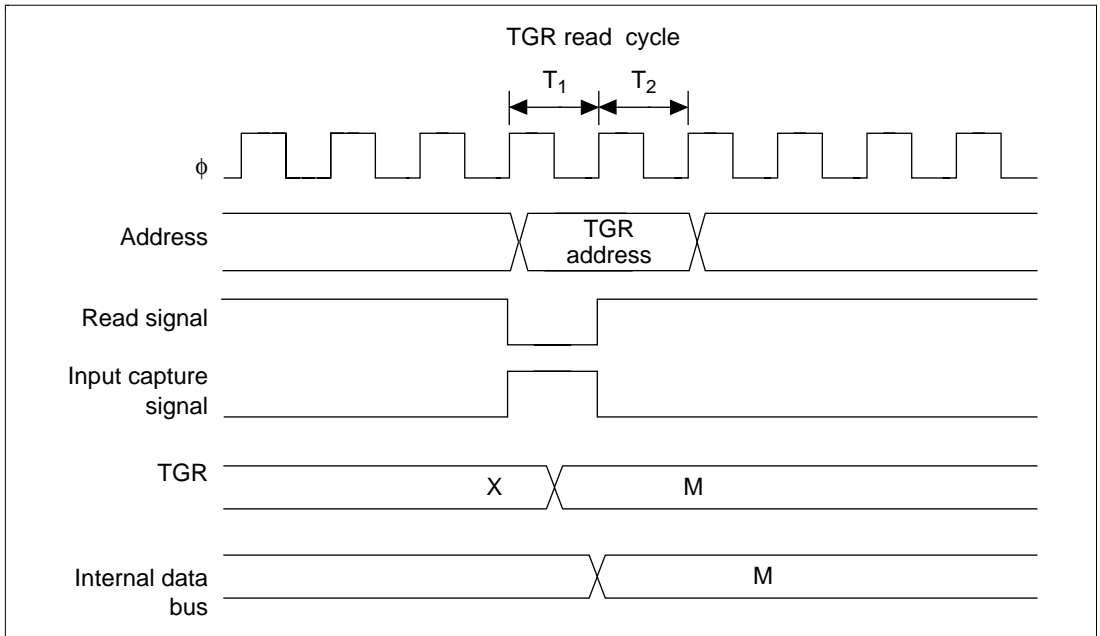 TGR read cycle
T1
T2
ϕ
Address
TGR
address
Read signal
Input capture
signal
TGR
X
M
Internal data
bus
M